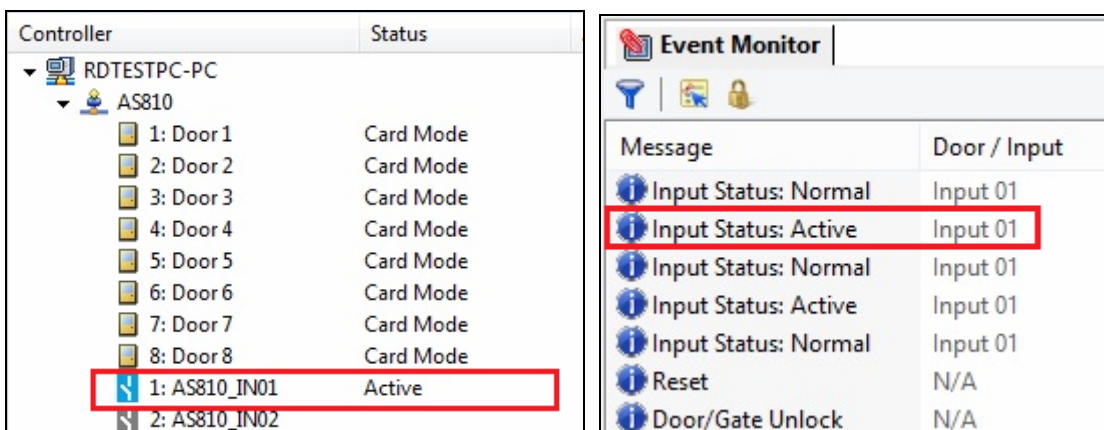 Controller Status
RDTESTPC-PC
AS810
1: Door 1 Card Mode
2: Door 2 Card Mode
3: Door 3 Card Mode
4: Door 4 Card Mode
5: Door 5 Card Mode
6: Door 6 Card Mode
7: Door 7 Card Mode
8: Door 8 Card Mode
1: AS810_IN01 Active
2: AS810_IN02
Event Monitor
Message Door / Input
Input Status: Normal Input 01
Input Status: Active Input 01
Input Status: Normal Input 01
Input Status: Active Input 01
Input Status: Normal Input 01
Reset N/A
Door/Gate Unlock N/A